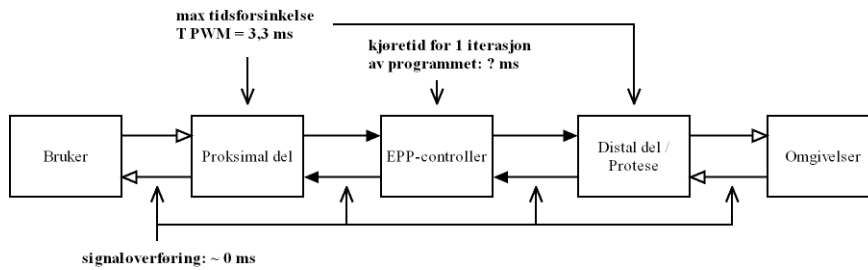 max tidsforsinkelse
T PWM = 3,3 ms
kjøretid for 1 iterasjon
av programmet: ? ms
Bruker
Proksimal del
EPP-controller
Distal del /
Protese
Omgivelser
signaloverføring: ~ 0 ms